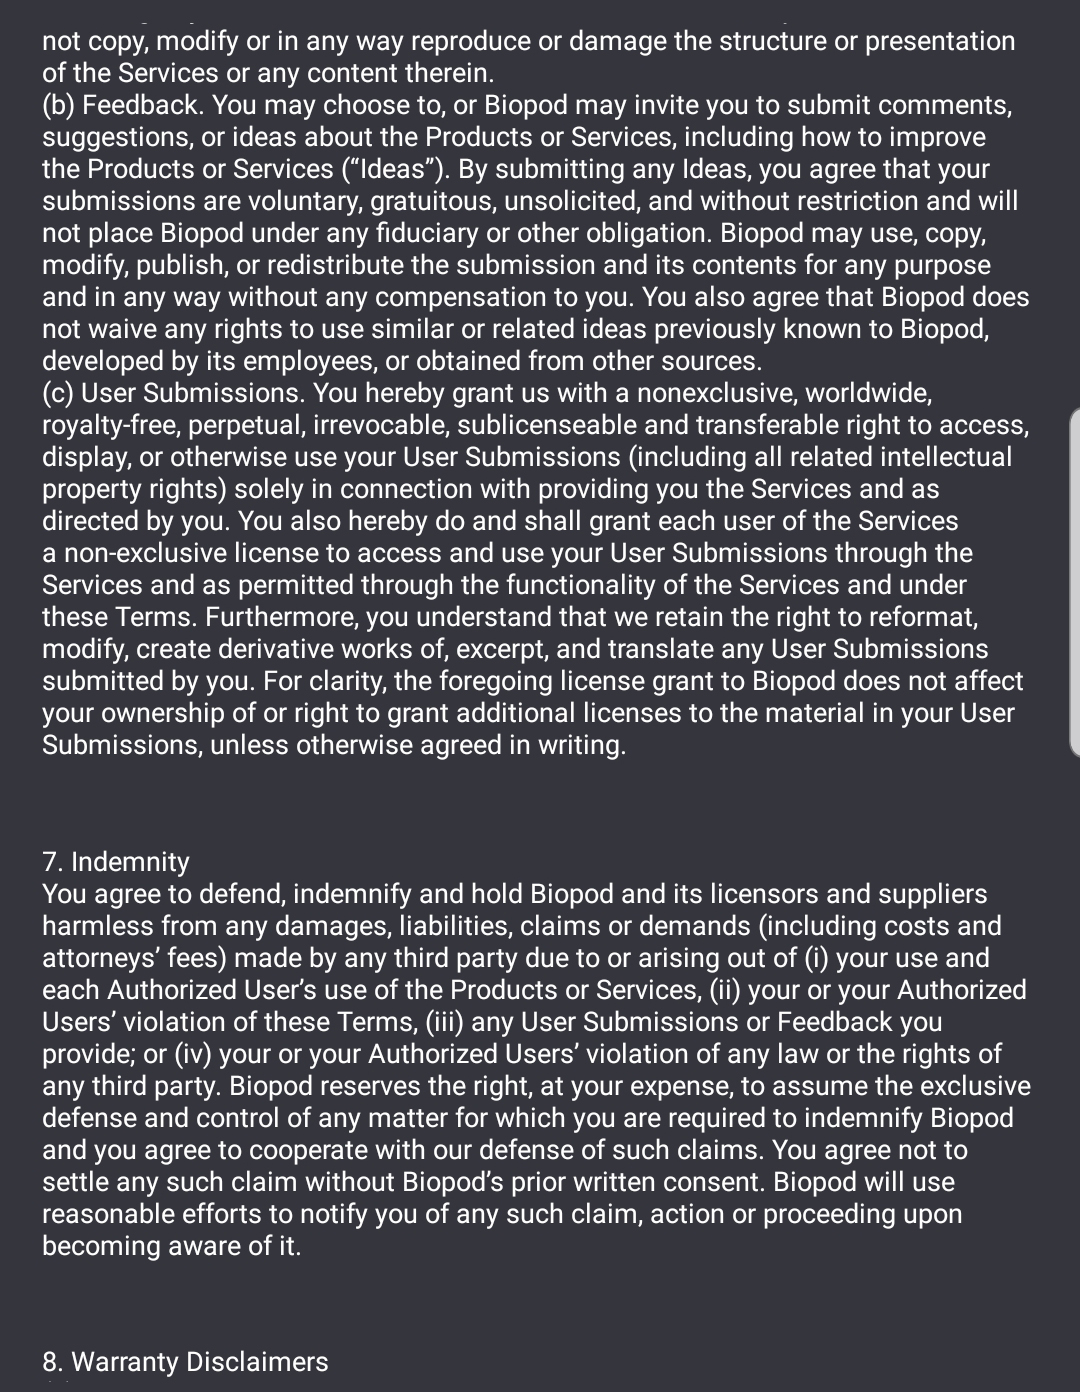 not copy, modify or in any way reproduce or damage the structure or presentation
of the Services or any content therein.
(b) Feedback. You may choose to, or Biopod may invite you to submit comments,
suggestions, or ideas about the Products or Services, including how to improve
the Products or Services (“Ideas”). By submitting any Ideas, you agree that your
submissions are voluntary, gratuitous, unsolicited, and without restriction and will
not place Biopod under any fiduciary or other obligation. Biopod may use, copy,
modify, publish, or redistribute the submission and its contents for any purpose
and in any way without any compensation to you. You also agree that Biopod does
not waive any rights to use similar or related ideas previously known to Biopod,
developed by its employees, or obtained from other sources.
(c) User Submissions. You hereby grant us with a nonexclusive, worldwide,
royalty-free, perpetual, irrevocable, sublicenseable and transferable right to access,
display, or otherwise use your User Submissions (including all related intellectual
property rights) solely in connection with providing you the Services and as
directed by you. You also hereby do and shall grant each user of the Services
a non-exclusive license to access and use your User Submissions through the
Services and as permitted through the functionality of the Services and under
these Terms. Furthermore, you understand that we retain the right to reformat,
modify, create derivative works of, excerpt, and translate any User Submissions
submitted by you. For clarity, the foregoing license grant to Biopod does not affect
your ownership of or right to grant additional licenses to the material in your User
Submissions, unless otherwise agreed in writing.
7. Indemnity
You agree to defend, indemnify and hold Biopod and its licensors and suppliers
harmless from any damages, liabilities, claims or demands (including costs and
attorneys’ fees) made by any third party due to or arising out of (i) your use and
each Authorized User’s use of the Products or Services, (ii) your or your Authorized
Users’ violation of these Terms, (iii) any User Submissions or Feedback you
provide; or (iv) your or your Authorized Users’ violation of any law or the rights of
any third party. Biopod reserves the right, at your expense, to assume the exclusive
defense and control of any matter for which you are required to indemnify Biopod
and you agree to cooperate with our defense of such claims. You agree not to
settle any such claim without Biopod’s prior written consent. Biopod will use
reasonable efforts to notify you of any such claim, action or proceeding upon
becoming aware of it.
8. Warranty Disclaimers